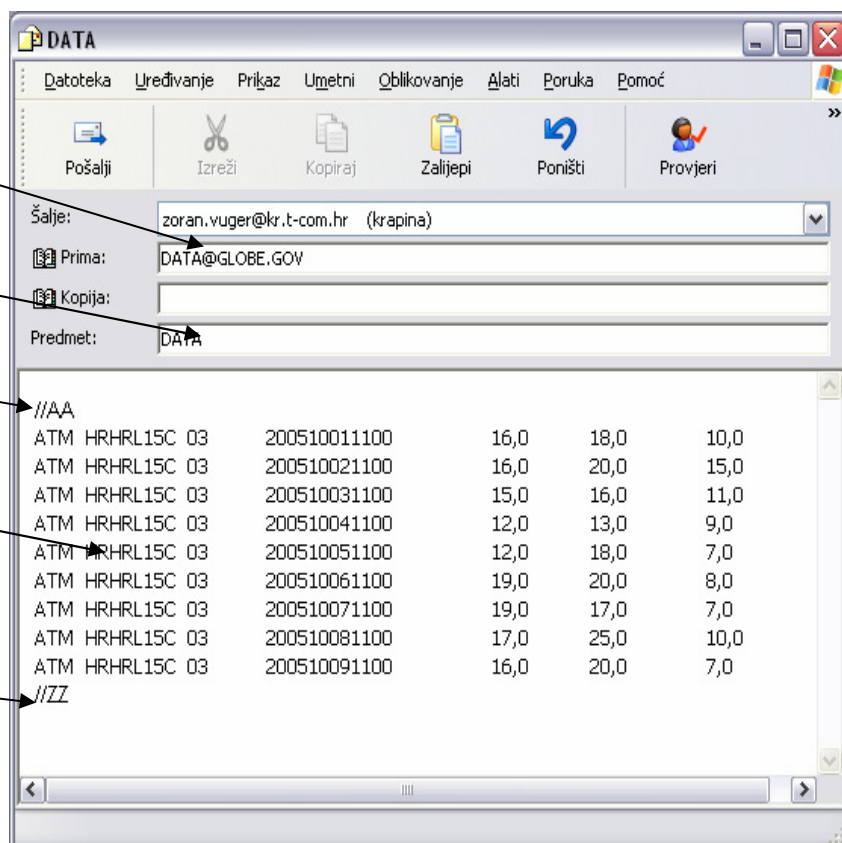 DATA
Datoteka Uređivanje Prikaz Umetni Oblikovanje Alati Poruka Pomoć
Pošalji Izreži Kopiraj Zalijepi Poništi Provjeri »
Šalje: zoran.vuger@kr.t-com.hr (krapina)
Prima: DATA@GLOBE.GOV
Kopija:
Predmet: DATA
//AA
ATM HRHRL15C 03 200510011100 16,0 18,0 10,0
ATM HRHRL15C 03 200510021100 16,0 20,0 15,0
ATM HRHRL15C 03 200510031100 15,0 16,0 11,0
ATM HRHRL15C 03 200510041100 12,0 13,0 9,0
ATM HRHRL15C 03 200510051100 12,0 18,0 7,0
ATM HRHRL15C 03 200510061100 19,0 20,0 8,0
ATM HRHRL15C 03 200510071100 19,0 17,0 7,0
ATM HRHRL15C 03 200510081100 17,0 25,0 10,0
ATM HRHRL15C 03 200510091100 16,0 20,0 7,0
//ZZ